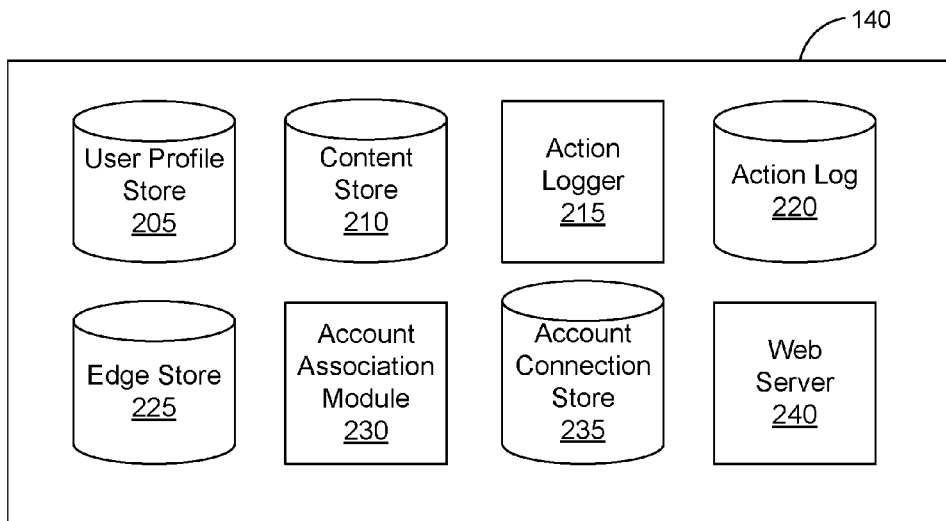 140
User Profile
Store
205
Content
Store
210
Action
Logger
215
Action Log
220
Edge Store
225
Account
Association
Module
230
Account
Connection
Store
235
Web
Server
240